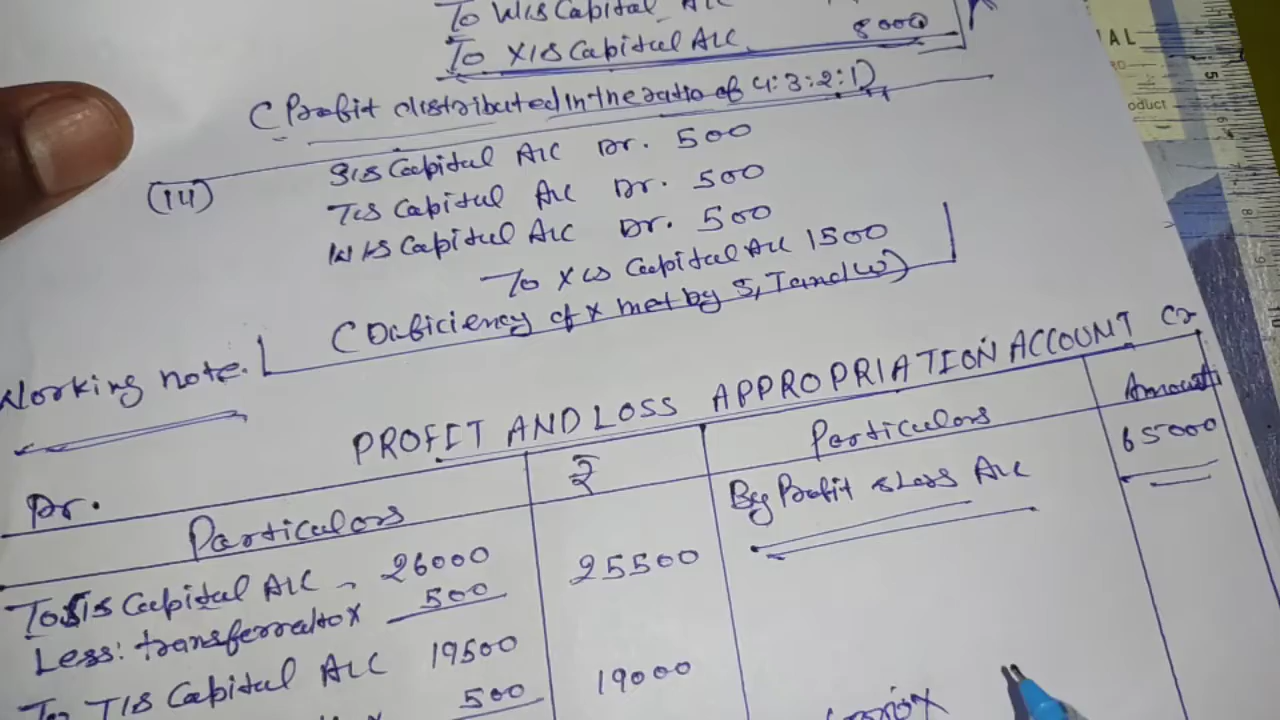 To W's Capital A/c
To X's Capital A/c 8000
(Profit distributed in the ratio of 4:3:2:1)
(III)
S's Capital A/c Dr. 500
T's Capital A/c Dr. 500
W's Capital A/c Dr. 500
To X's Capital A/c 1500
(Deficiency of X met by S, T and W)
Working note.
PROFIT AND LOSS APPROPRIATION ACCOUNT Cr
Dr.
Particulars ₹ Particulars Amount
To S's Capital A/c - 26000 25500 By Profit & Loss A/c 65000
Less: transferred to X 500
To T's Capital A/c 19500 19000
500
AL
oduct